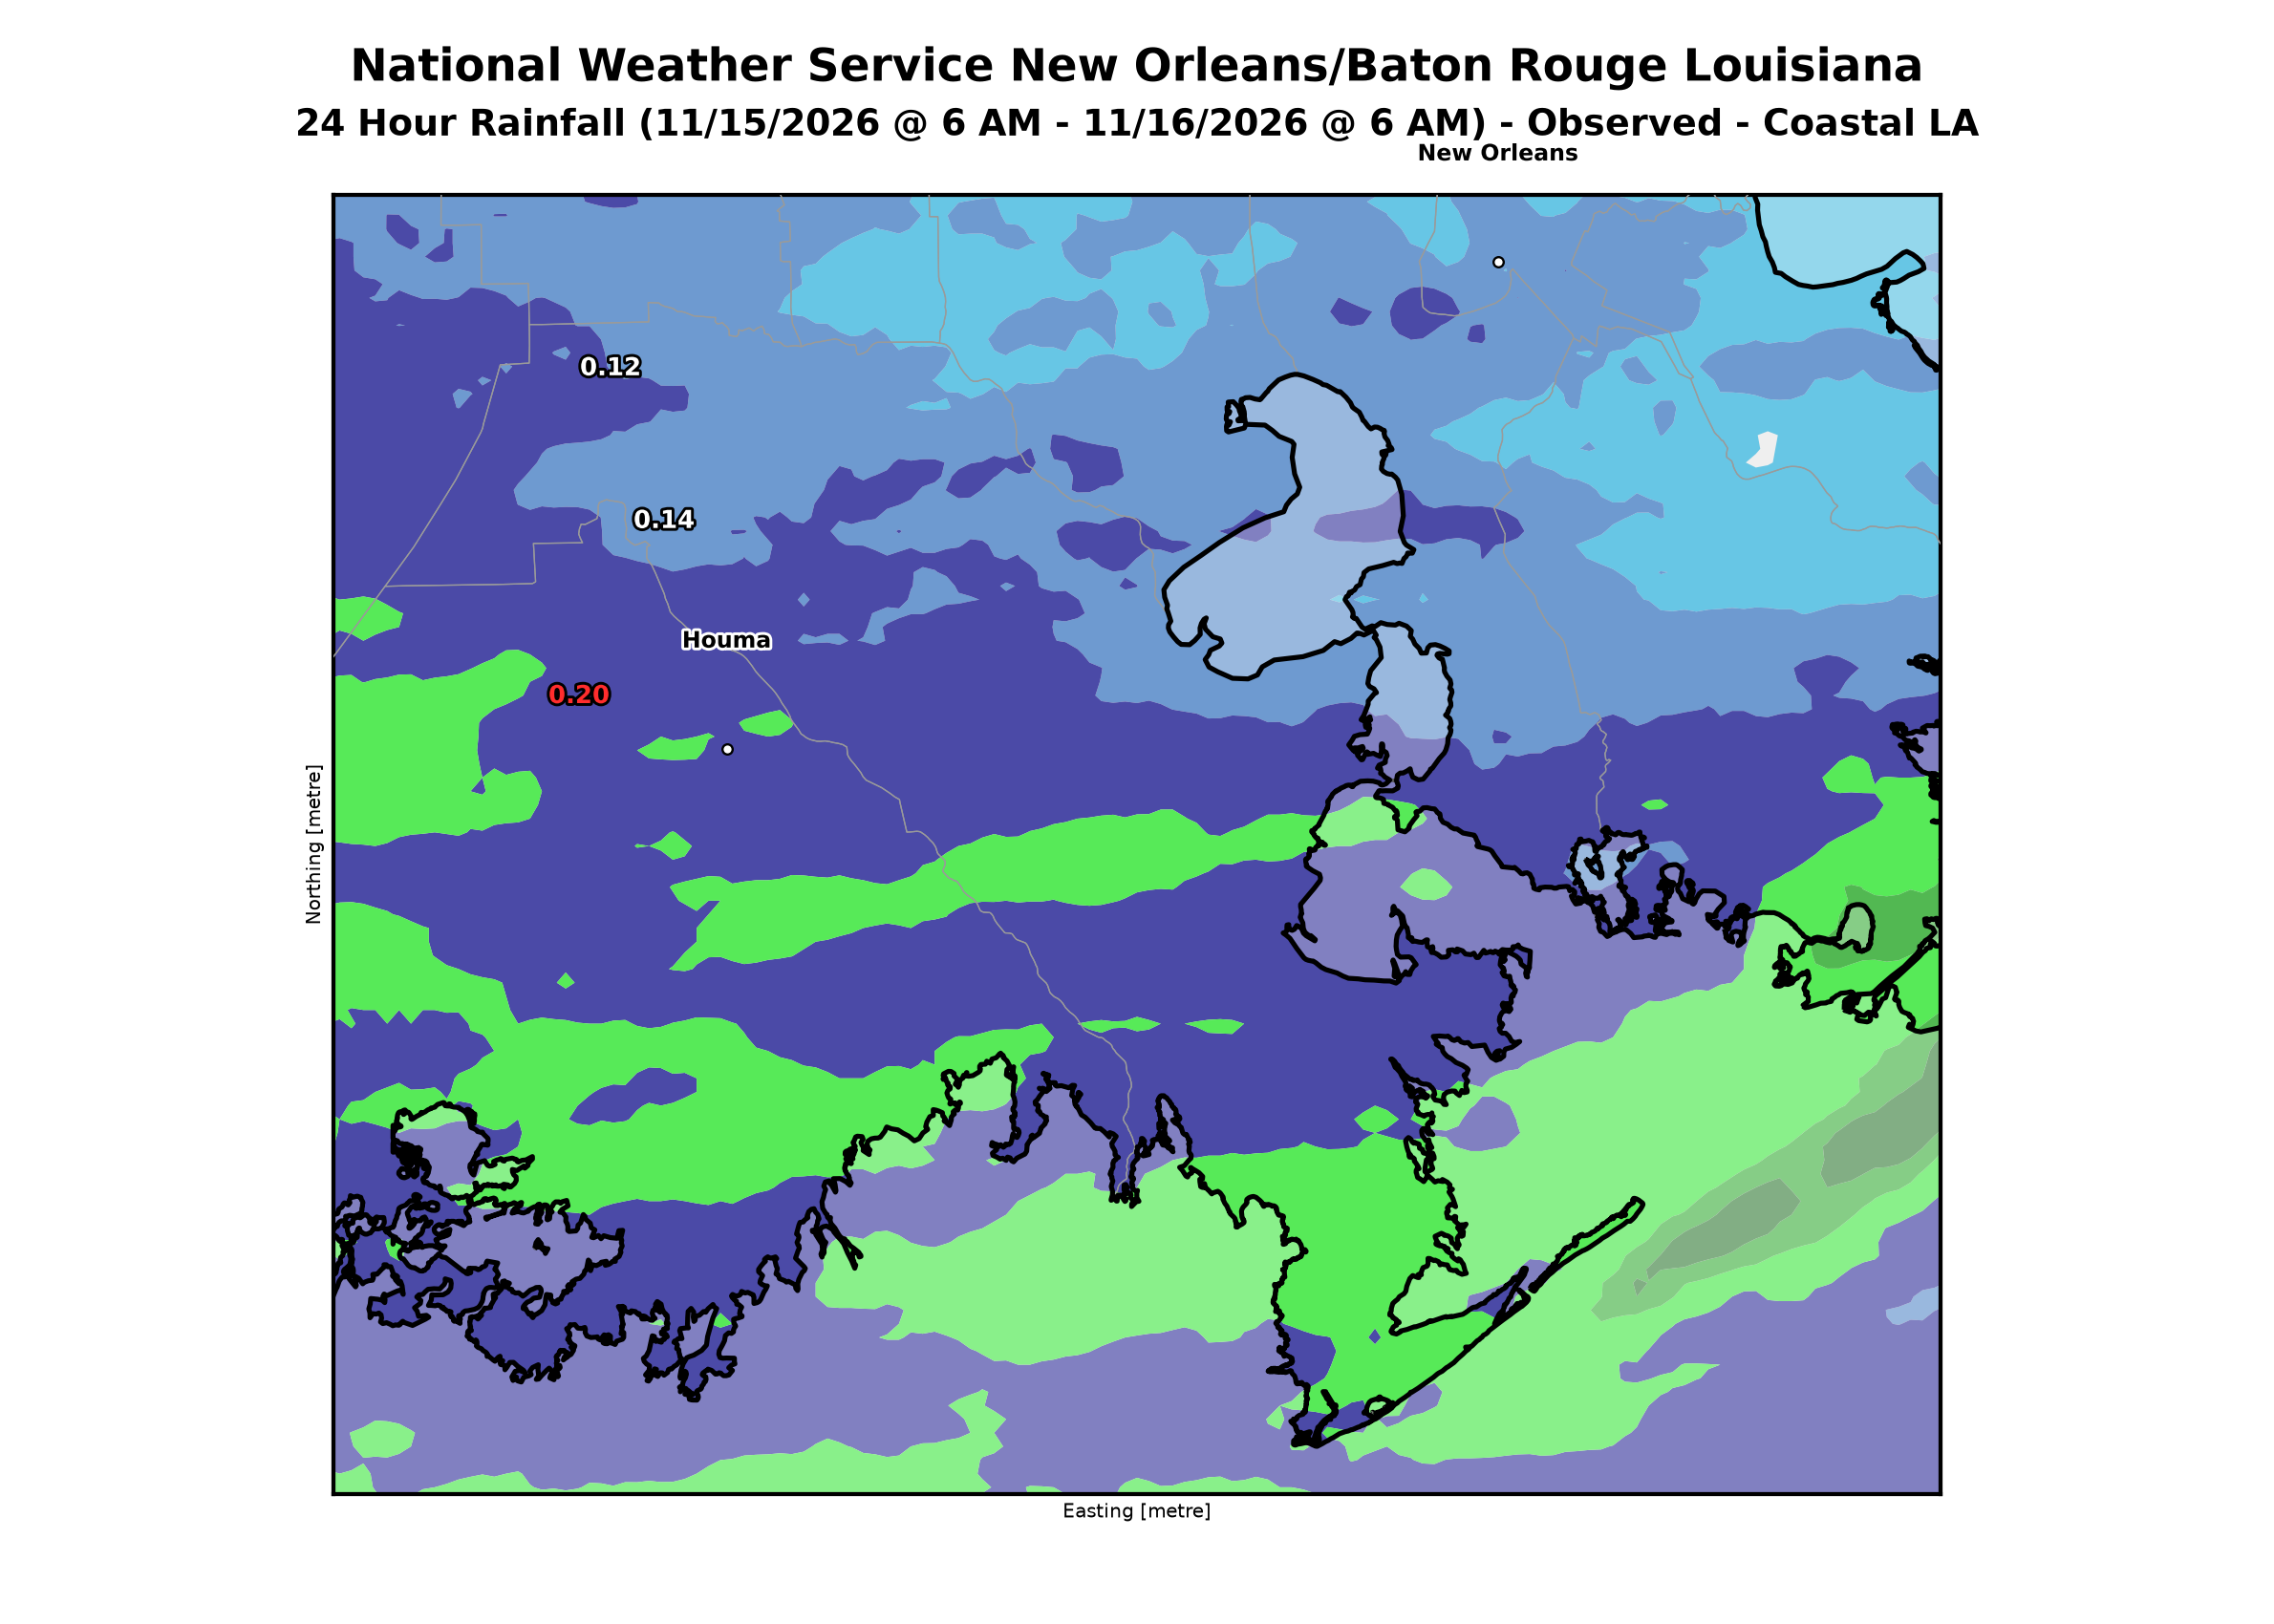 National Weather Service New Orleans/Baton Rouge Louisiana
24 Hour Rainfall (11/15/2026 @ 6 AM - 11/16/2026 @ 6 AM) - Observed - Coastal LA
New Orleans
0.12
0.14
Houma
0.20
Northing [metre]
Easting [metre]